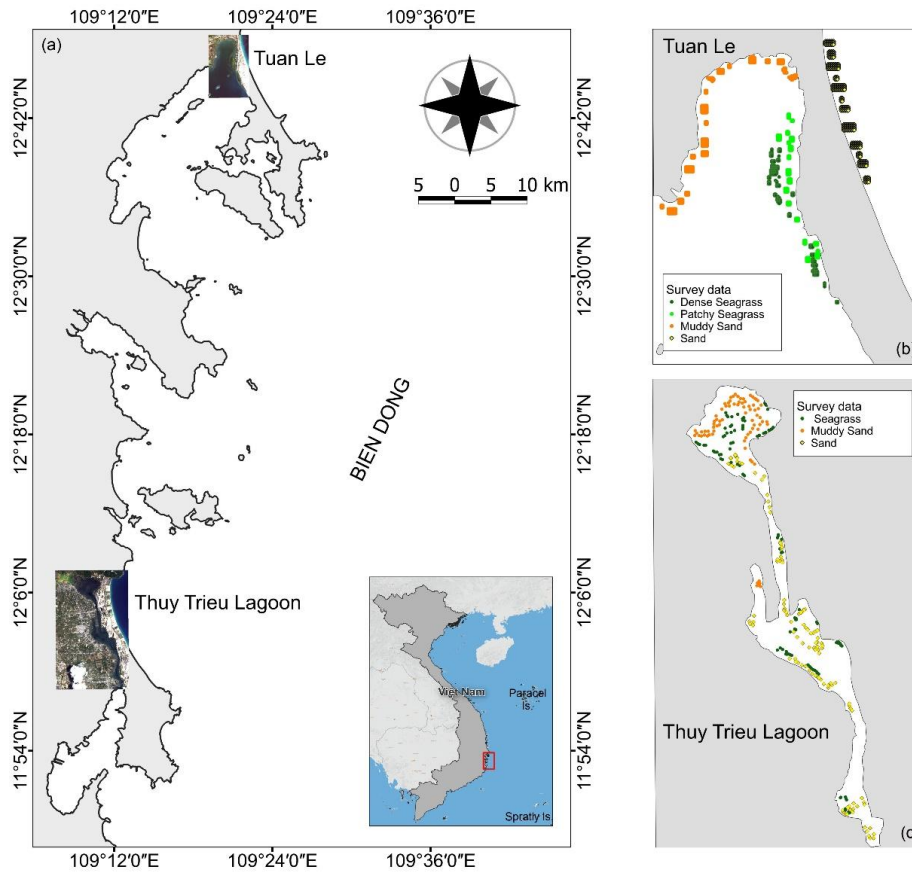 109°12′0″E 109°24′0″E 109°36′0″E
(a)
Tuan Le
12°42′0″N
12°42′0″N
5 0 5 10 km
12°30′0″N
12°30′0″N
BIEN DONG
12°18′0″N
12°18′0″N
12°6′0″N
12°6′0″N
Thuy Trieu Lagoon
Việt Nam
Paracel
Is.
Spratly Is.
11°54′0″N
11°54′0″N
109°12′0″E 109°24′0″E 109°36′0″E
Tuan Le
Survey data
Dense Seagrass
Patchy Seagrass
Muddy Sand
Sand
(b
Survey data
Seagrass
Muddy Sand
Sand
Thuy Trieu Lagoon
(c